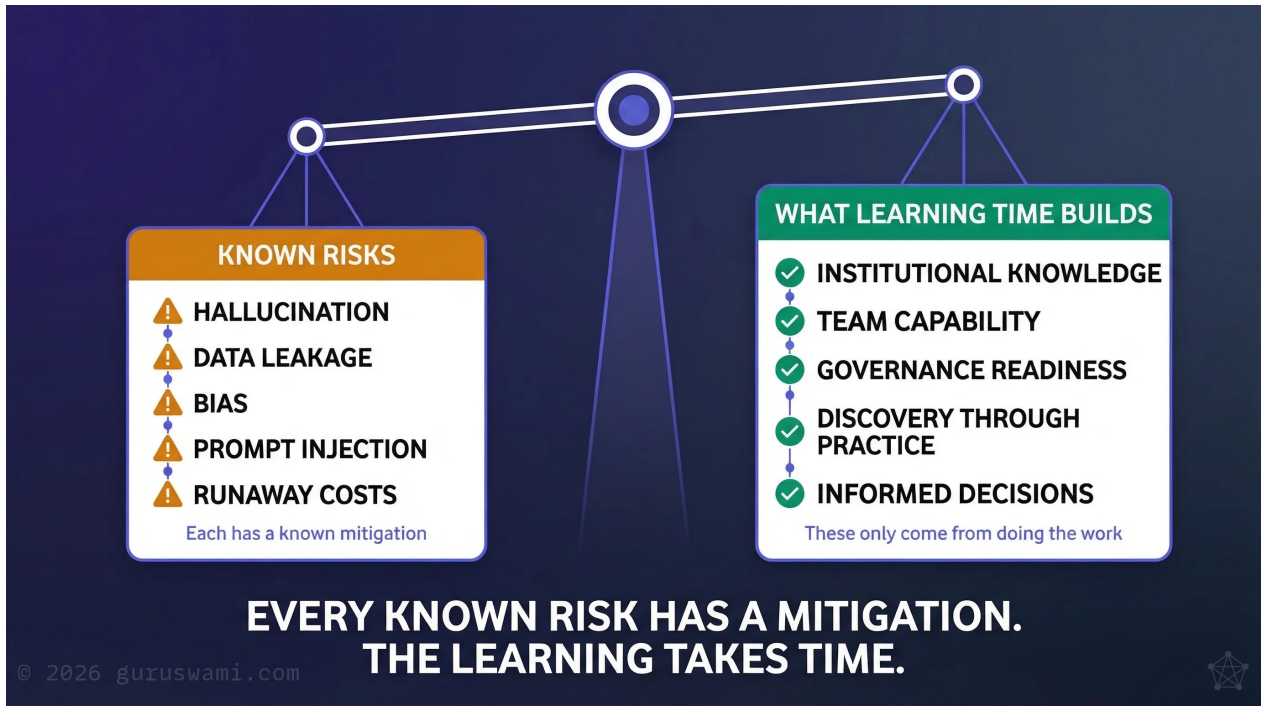 KNOWN RISKS
HALLUCINATION
DATA LEAKAGE
BIAS
PROMPT INJECTION
RUNAWAY COSTS
Each has a known mitigation
WHAT LEARNING TIME BUILDS
INSTITUTIONAL KNOWLEDGE
TEAM CAPABILITY
GOVERNANCE READINESS
DISCOVERY THROUGH
PRACTICE
INFORMED DECISIONS
These only come from doing the work
EVERY KNOWN RISK HAS A MITIGATION.
THE LEARNING TAKES TIME.
© 2026 guruswami.com